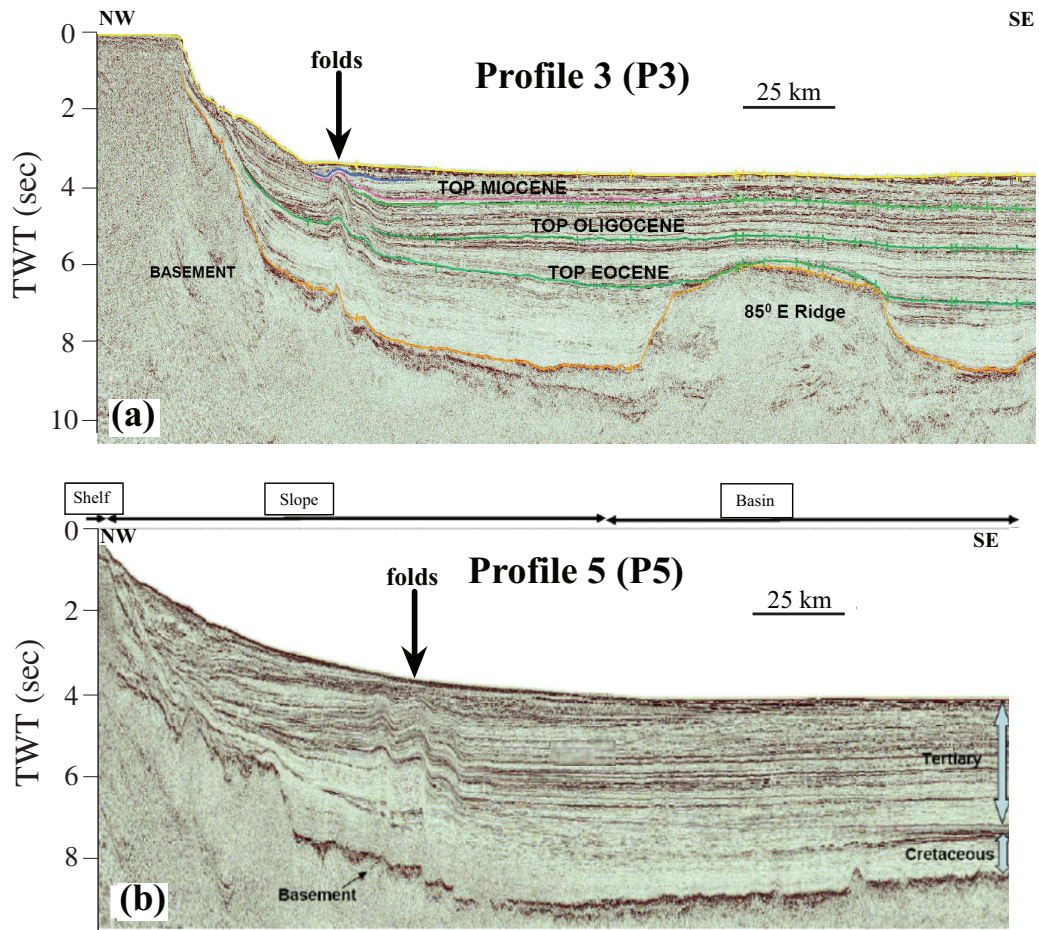 NW
SE
0
folds
Profile 3 (P3)
25 km
2
4
TOP MIOCENE
TOP OLIGOCENE
6
BASEMENT
TOP EOCENE
85⁰ E Ridge
8
10
TWT (sec)
(a)
Shelf
Slope
Basin
0
NW
SE
folds
Profile 5 (P5)
25 km
2
4
6
Tertiary
8
Cretaceous
Basement
TWT (sec)
(b)